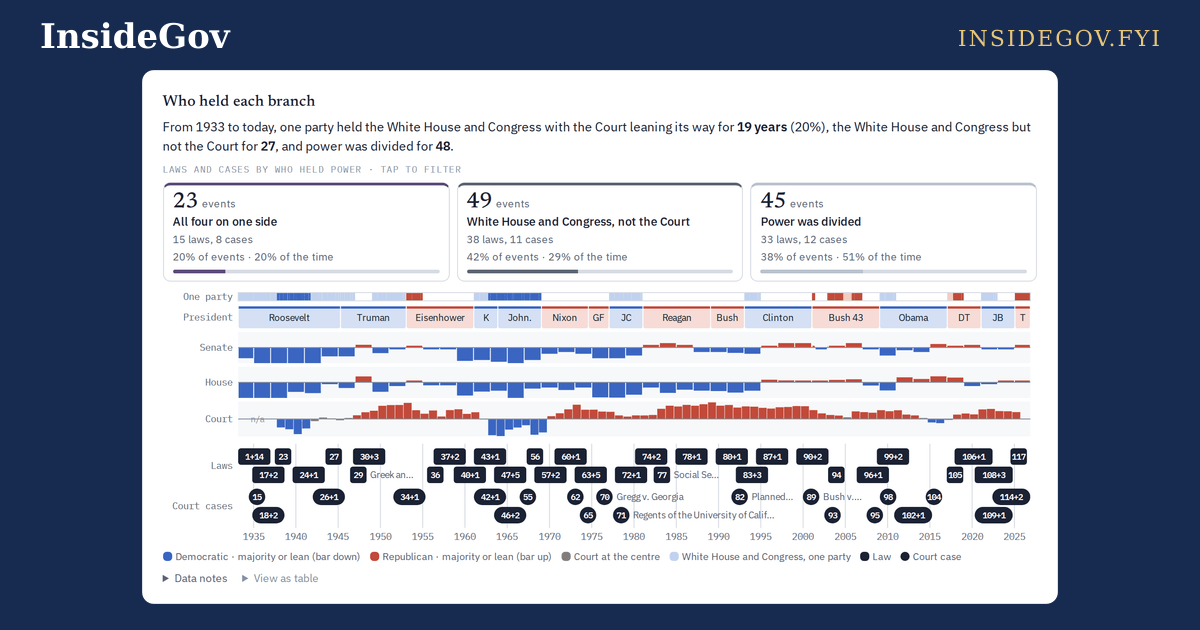 InsideGov
INSIDEGOV.FYI
Who held each branch
From 1933 to today, one party held the White House and Congress with the Court leaning its way for 19 years (20%), the White House and Congress but
not the Court for 27, and power was divided for 48.
LAWS AND CASES BY WHO HELD POWER · TAP TO FILTER
23 events
All four on one side
15 laws, 8 cases
20% of events · 20% of the time
49 events
White House and Congress, not the Court
38 laws, 11 cases
42% of events · 29% of the time
45 events
Power was divided
33 laws, 12 cases
38% of events · 51% of the time
One party
President Roosevelt Truman Eisenhower K John. Nixon GF JC Reagan Bush Clinton Bush 43 Obama DT JB T
Senate
House
Court n/a
Laws
1+14 23 27 30+3 37+2 43+1 56 60+1 74+2 78+1 80+1 87+1 90+2 99+2 106+1 117
17+2 24+1 29 Greek an... 36 40+1 47+5 57+2 63+5 72+1 77 Social Se... 83+3 94 96+1 105 108+3
Court cases
15 26+1 34+1 42+1 55 62 70 Gregg v. Georgia 82 Planned... 89 Bush v.... 98 104 114+2
18+2 46+2 65 71 Regents of the University of Calif... 93 95 102+1 109+1
1935 1940 1945 1950 1955 1960 1965 1970 1975 1980 1985 1990 1995 2000 2005 2010 2015 2020 2025
Democratic · majority or lean (bar down) Republican · majority or lean (bar up) Court at the centre White House and Congress, one party Law Court case
Data notes View as table